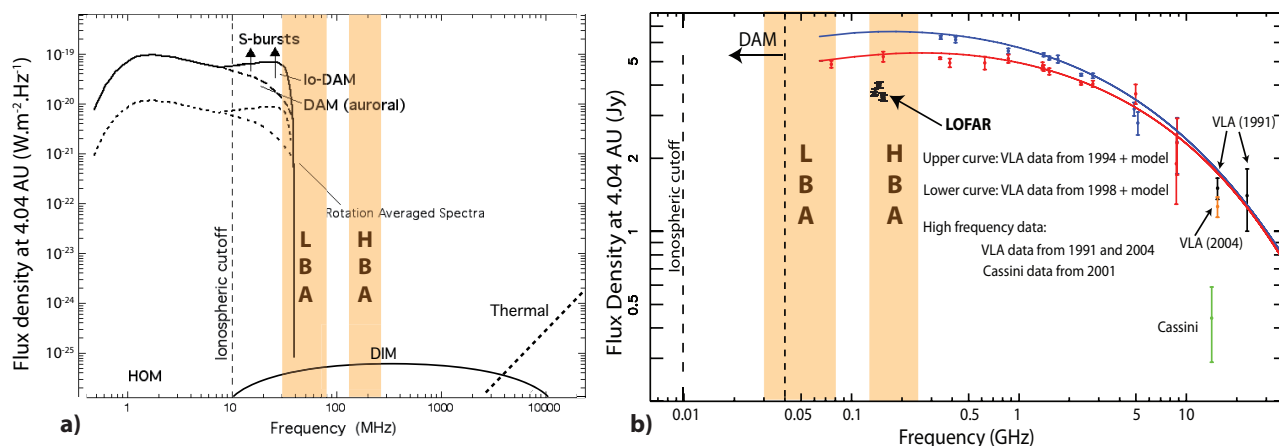 Flux density at 4.04 AU (W.m⁻².Hz⁻¹)
10⁻¹⁹
10⁻²⁰
10⁻²¹
10⁻²²
10⁻²³
10⁻²⁴
10⁻²⁵
S-bursts
Io-DAM
DAM (auroral)
Rotation Averaged Spectra
Ionospheric cutoff
L
B
A
H
B
A
Thermal
HOM
DIM
1
10
100
1000
10000
Frequency (MHz)
a)
Flux Density at 4.04 AU (Jy)
5
2
1
0.5
DAM
LOFAR
Ionospheric cutoff
L
B
A
H
B
A
Upper curve: VLA data from 1994 + model
Lower curve: VLA data from 1998 + model
High frequency data:
VLA data from 1991 and 2004
Cassini data from 2001
VLA (1991)
VLA (2004)
Cassini
0.01
0.05
0.1
0.5
1
5
10
Frequency (GHz)
b)